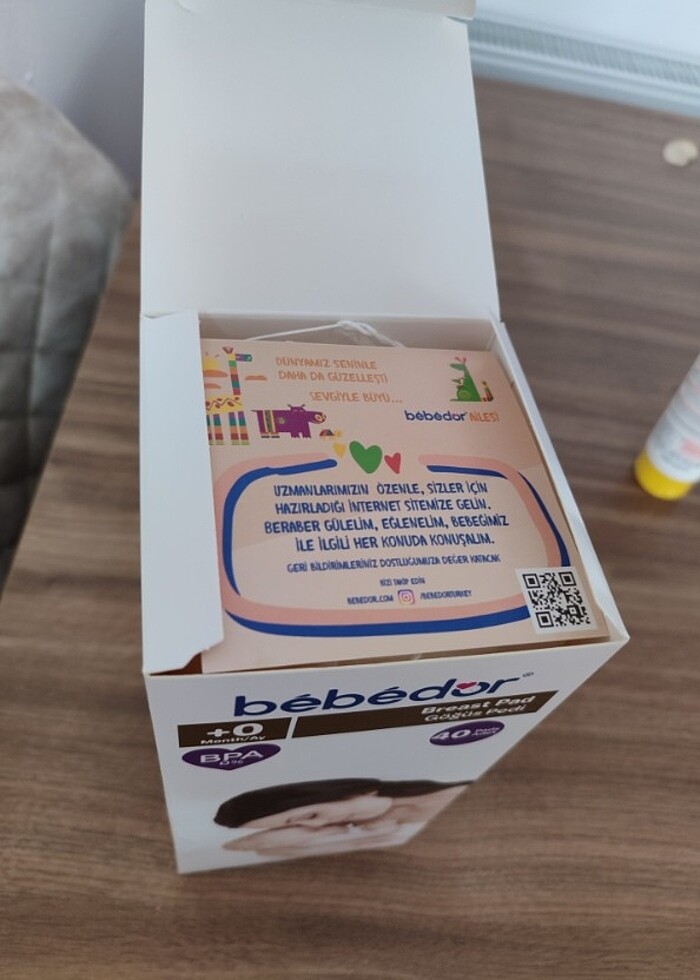 DÜNYAMIZ SENİNLE
DAHA DA GÜZELLEŞTİ
SEVGİYLE BÜYÜ...
bébédor® AİLESİ
UZMANLARIMIZIN ÖZENLE, SİZLER İÇİN
HAZIRLADIĞI İNTERNET SİTEMİZE GELİN.
BERABER GÜLELİM, EĞLENELİM, BEBEĞİMİZ
İLE İLGİLİ HER KONUDA KONUŞALIM.
GERİ BİLDİRİMLERİNİZ DOSTLUĞUMUZA DEĞER KATACAK
BİZİ TAKİP EDİN
BEBEDOR.COM /BEBEDORTURKEY
bébédor®
+0
Month/Ay
Breast Pad
Göğüs Pedi
BPA
0%
40